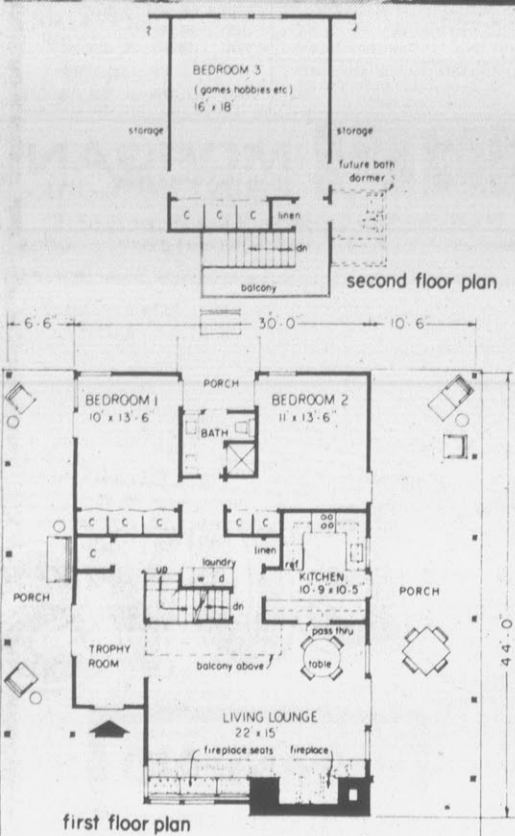 BEDROOM 3
(games hobbies etc)
16' x 18'
storage
storage
future bath
dormer
C C C linen
dn
balcony
second floor plan
6'-6" 30'-0" 10'-6"
PORCH
BEDROOM 1
10' x 13'-6"
BEDROOM 2
11' x 13'-6"
BATH
C C C
C C
C
linen
up
laundry
w d
dn
ref
KITCHEN
10'-9 x 10'-5"
PORCH
PORCH
44'-0"
TROPHY
ROOM
pass thru
balcony above
table
LIVING LOUNGE
22' x 15'
fireplace seats fireplace
first floor plan